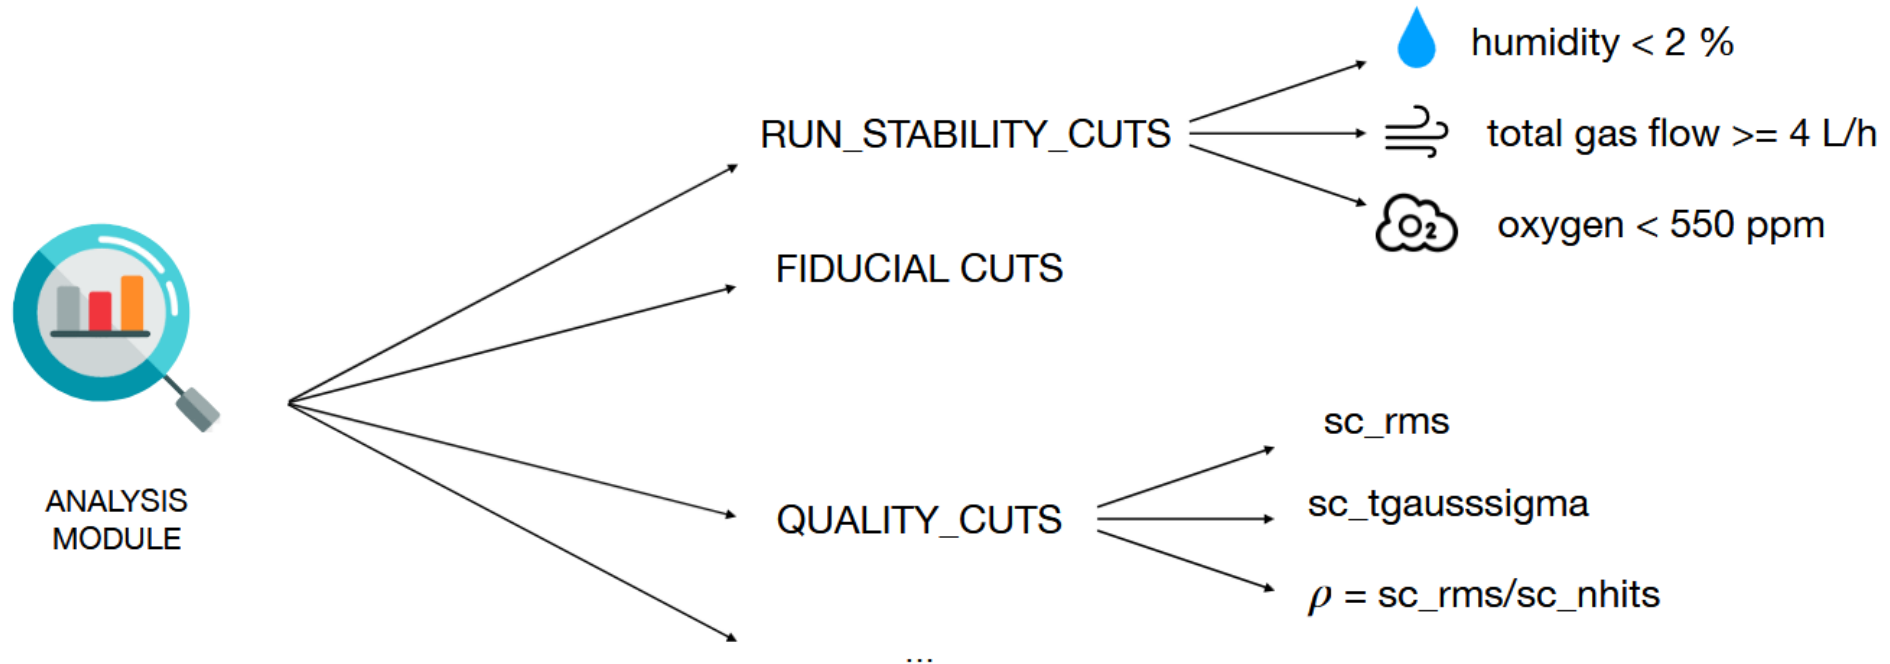 humidity < 2 %
RUN_STABILITY_CUTS
total gas flow >= 4 L/h
O2
oxygen < 550 ppm
FIDUCIAL CUTS
ANALYSIS
MODULE
QUALITY_CUTS
sc_rms
sc_tgausssigma
ρ = sc_rms/sc_nhits
...